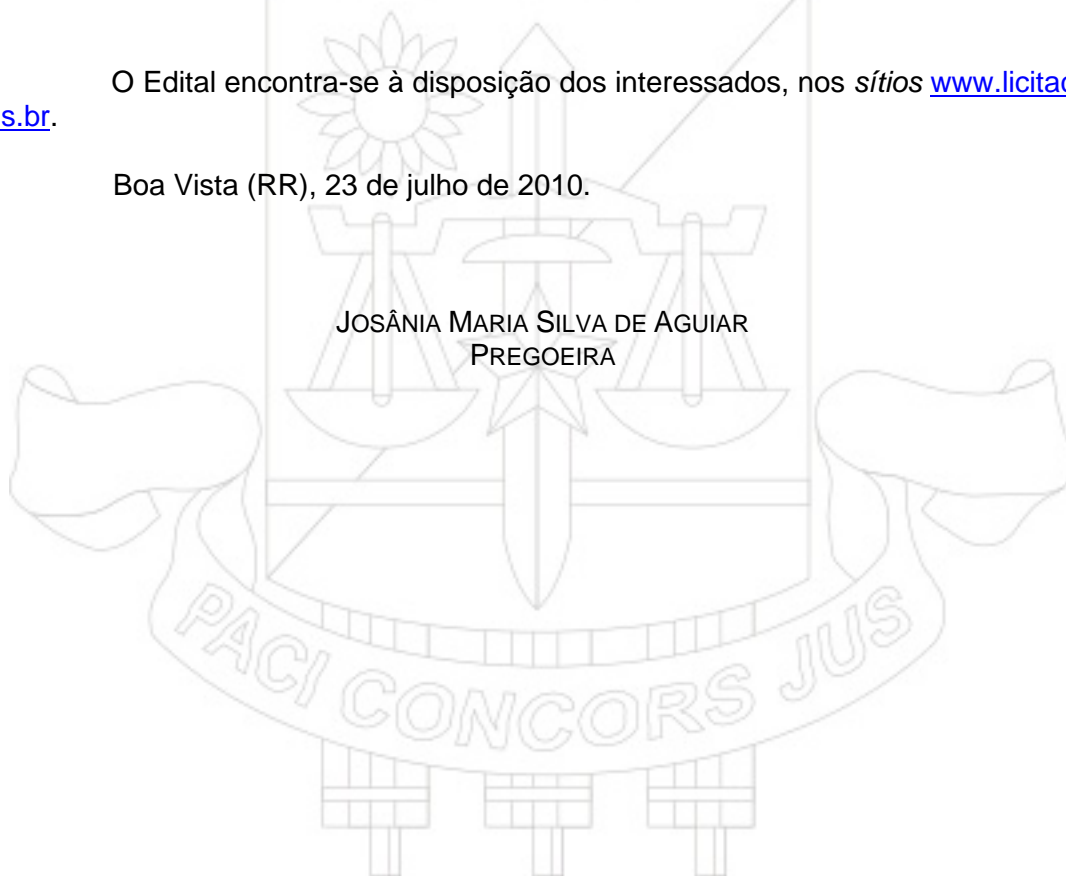 O Edital encontra-se à disposição dos interessados, nos sítios www.licitac
s.br.
Boa Vista (RR), 23 de julho de 2010.
JOSÂNIA MARIA SILVA DE AGUIAR
PREGOEIRA
PACI CONCORS JUS